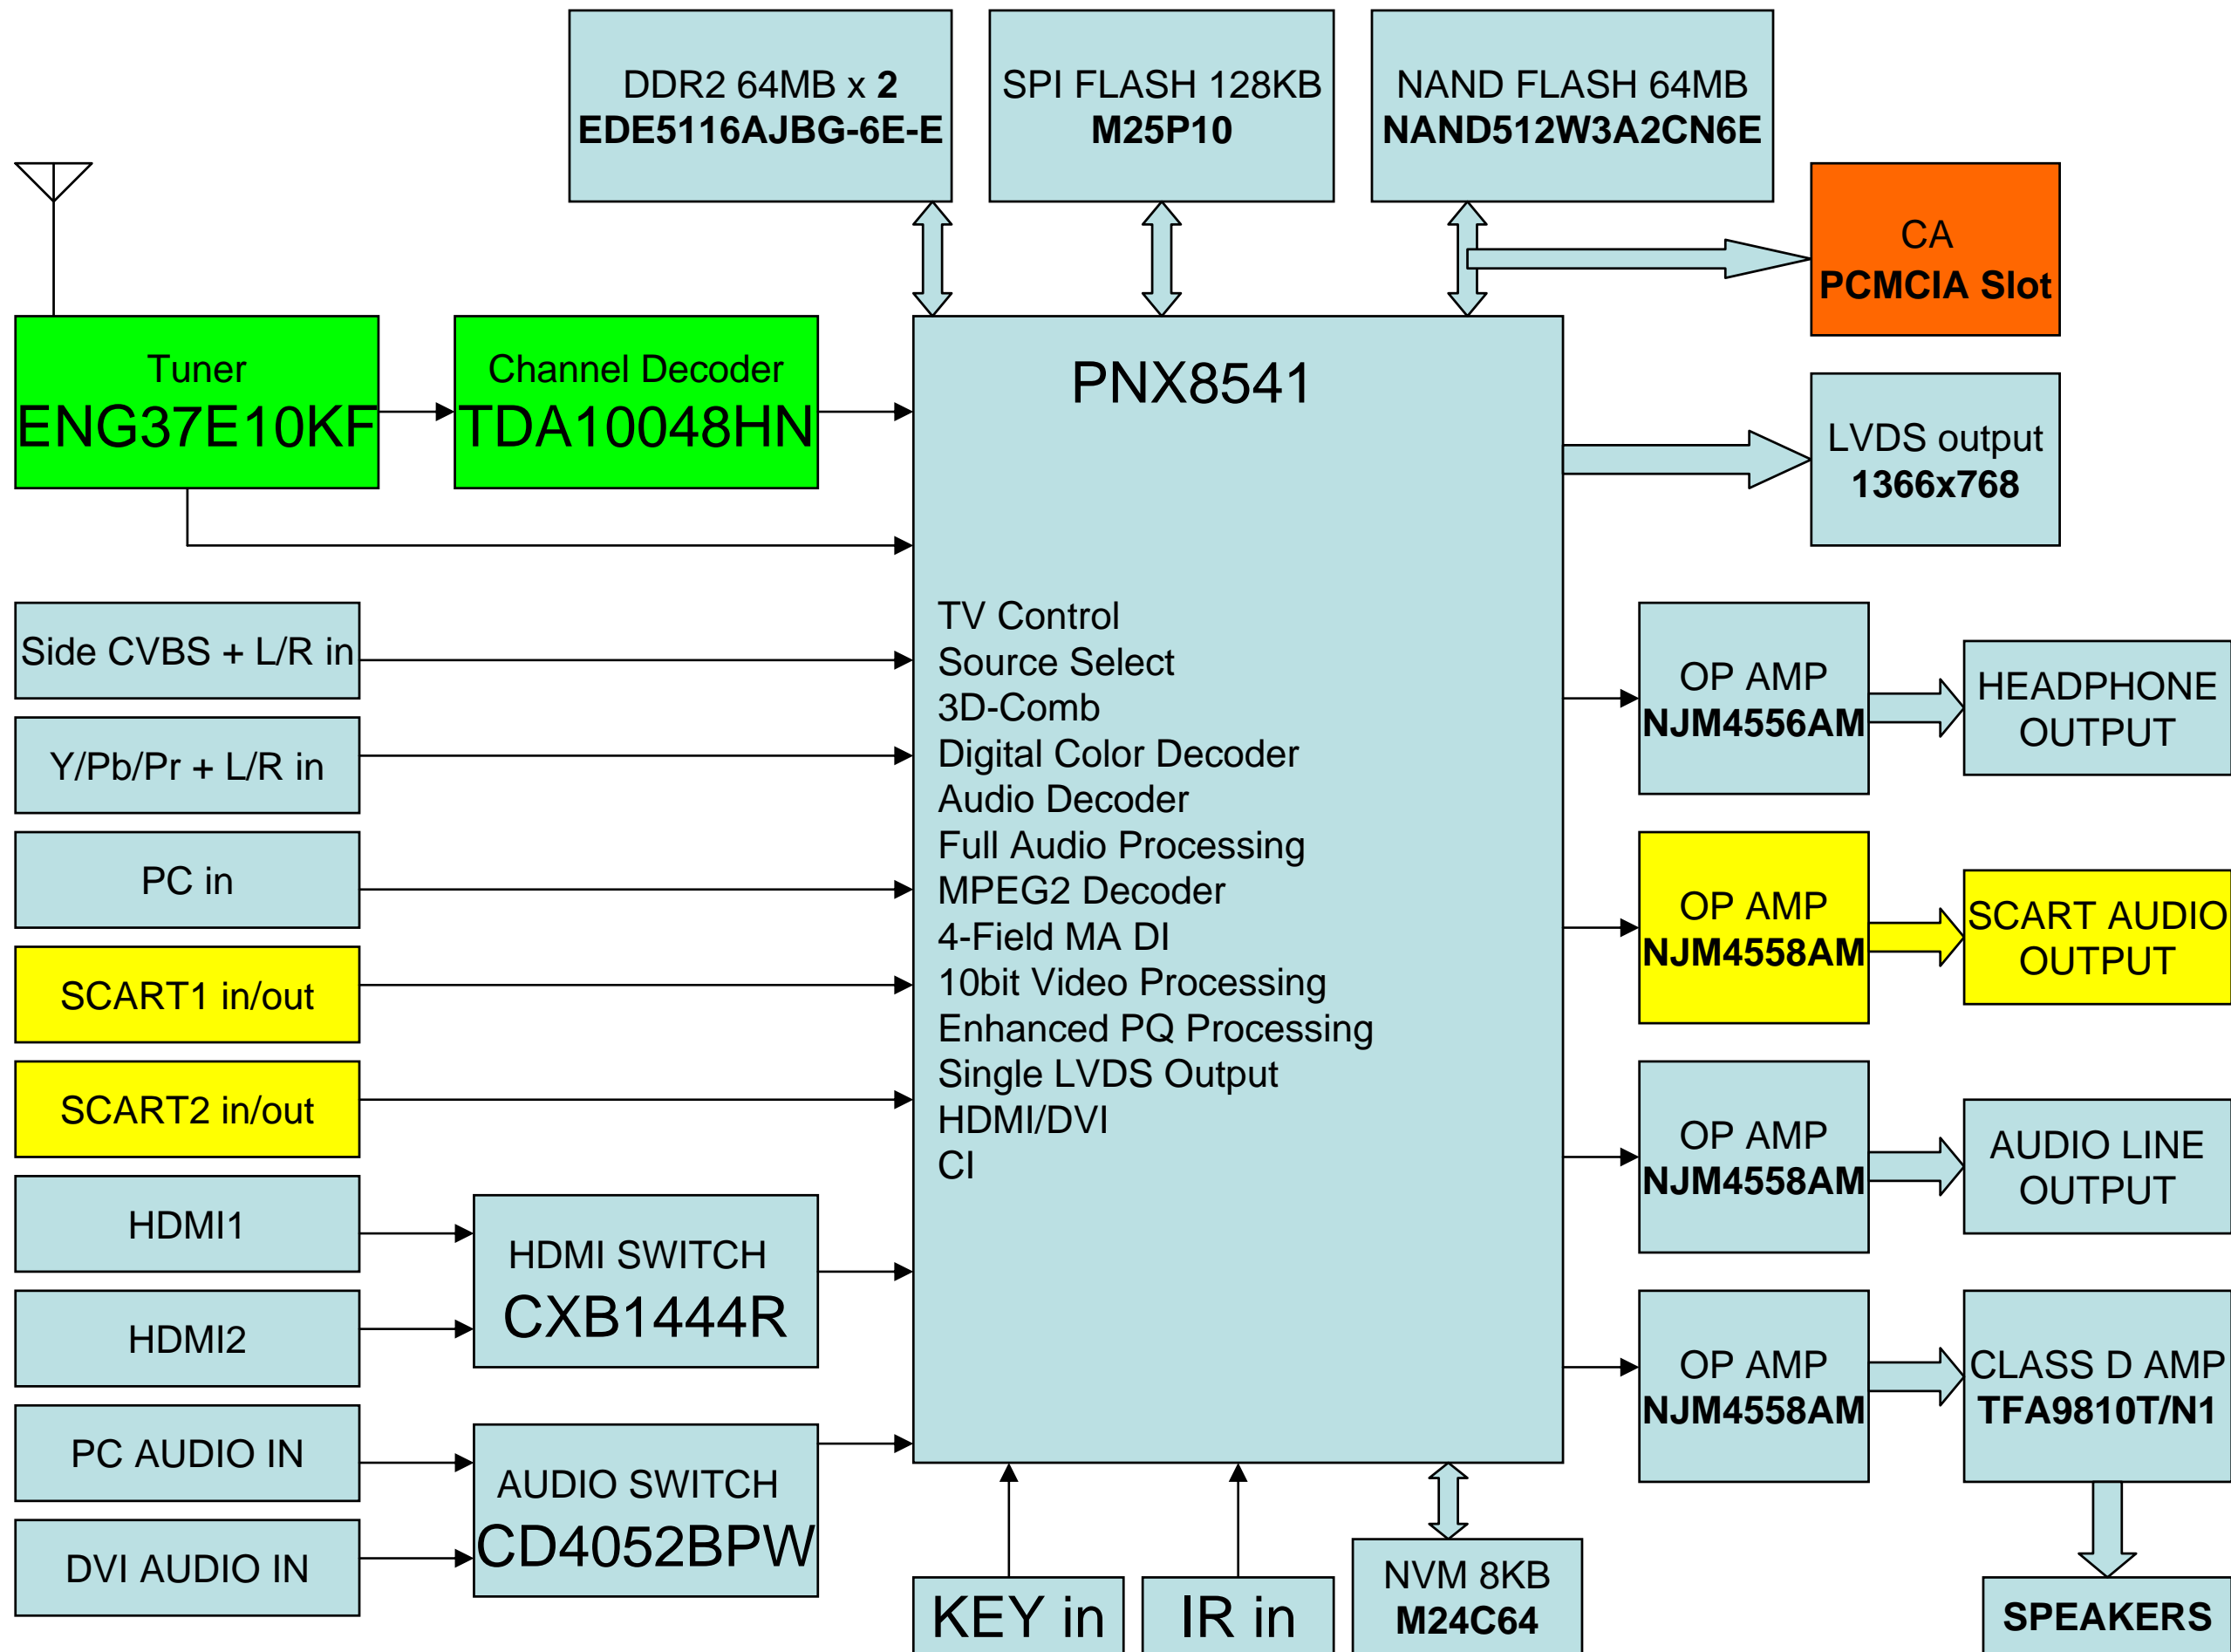 DDR2 64MB x 2
EDE5116AJBG-6E-E
SPI FLASH 128KB
M25P10
NAND FLASH 64MB
NAND512W3A2CN6E
CA
PCMCIA Slot
Tuner
ENG37E10KF
Channel Decoder
TDA10048HN
PNX8541
LVDS output
1366x768
TV Control
Source Select
3D-Comb
Digital Color Decoder
Audio Decoder
Full Audio Processing
MPEG2 Decoder
4-Field MA DI
10bit Video Processing
Enhanced PQ Processing
Single LVDS Output
HDMI/DVI
CI
Side CVBS + L/R in
Y/Pb/Pr + L/R in
PC in
SCART1 in/out
SCART2 in/out
HDMI1
HDMI2
PC AUDIO IN
DVI AUDIO IN
HDMI SWITCH
CXB1444R
AUDIO SWITCH
CD4052BPW
OP AMP
NJM4556AM
HEADPHONE
OUTPUT
OP AMP
NJM4558AM
SCART AUDIO
OUTPUT
OP AMP
NJM4558AM
AUDIO LINE
OUTPUT
OP AMP
NJM4558AM
CLASS D AMP
TFA9810T/N1
KEY in
IR in
NVM 8KB
M24C64
SPEAKERS